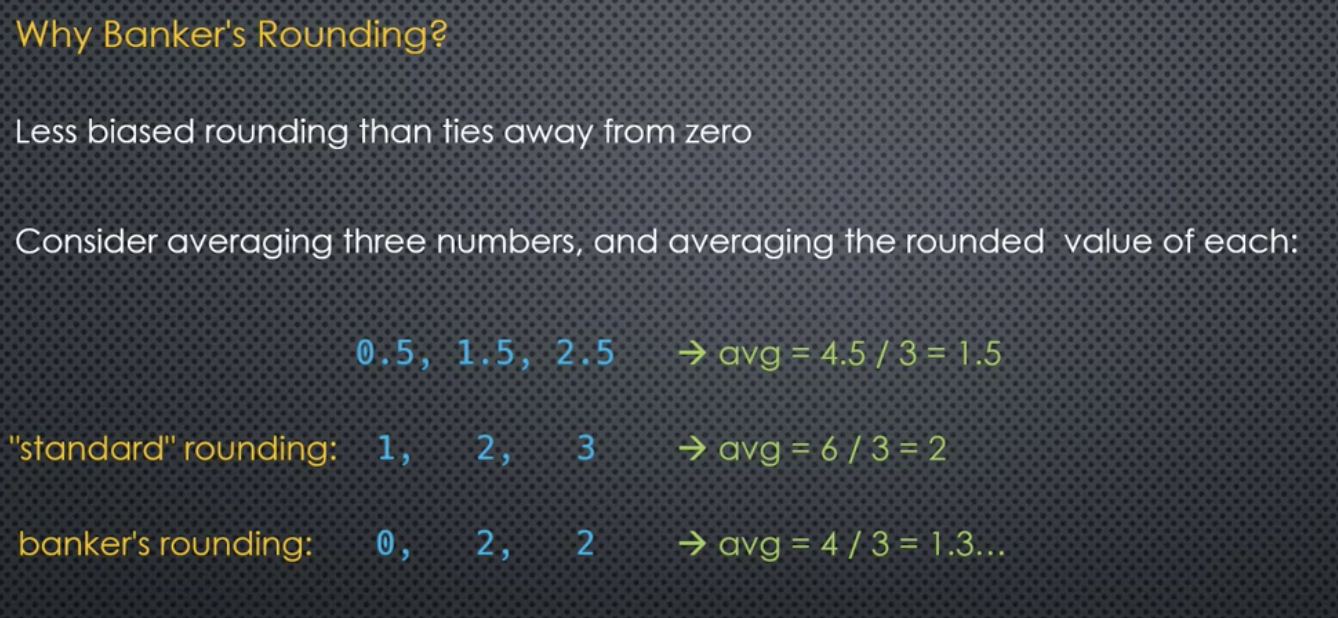 Why Banker's Rounding?
Less biased rounding than ties away from zero
Consider averaging three numbers, and averaging the rounded value of each:
0.5, 1.5, 2.5 → avg = 4.5 / 3 = 1.5
"standard" rounding: 1, 2, 3 → avg = 6 / 3 = 2
banker's rounding: 0, 2, 2 → avg = 4 / 3 = 1.3...